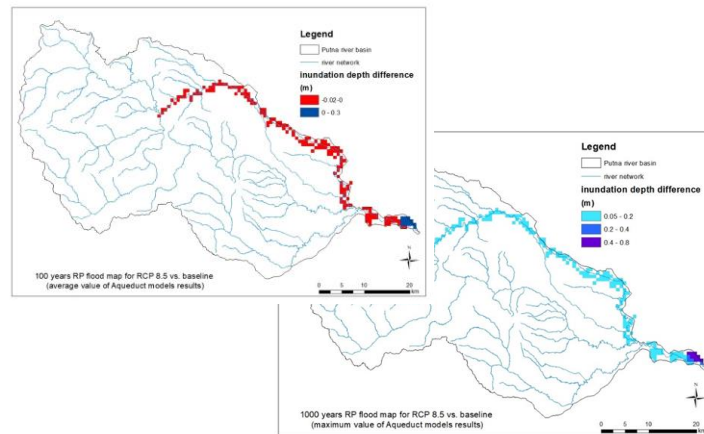 Legend
Putna river basin
river network
inundation depth difference
(m)
-0.02-0
0 - 0.3
N
100 years RP flood map for RCP 8.5 vs. baseline
(average value of Aqueduct models results)
0 5 10 20
km
Legend
Putna river basin
river network
inundation depth difference
(m)
0.05 - 0.2
0.2 - 0.4
0.4 - 0.8
N
1000 years RP flood map for RCP 8.5 vs. baseline
(maximum value of Aqueduct models results)
0 5 10 20
km